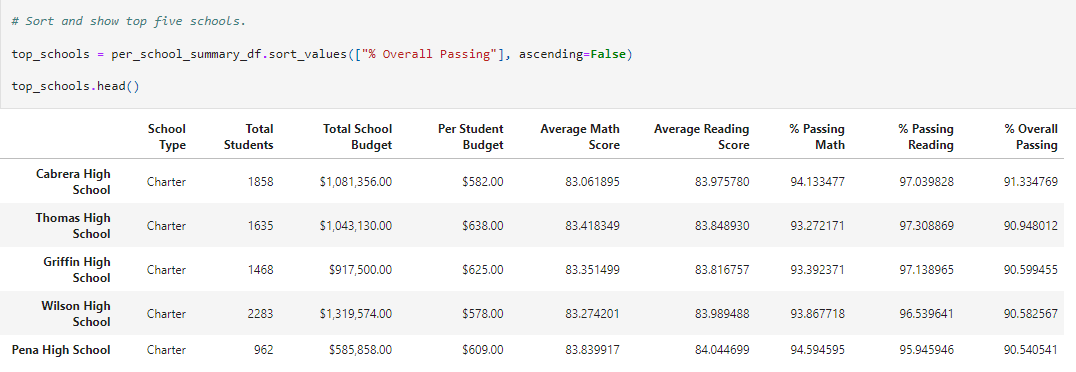 # Sort and show top five schools.
top_schools = per_school_summary_df.sort_values(["% Overall Passing"], ascending=False)
top_schools.head()
School Type Total Students Total School Budget Per Student Budget Average Math Score Average Reading Score % Passing Math % Passing Reading % Overall Passing
Cabrera High School Charter 1858 $1,081,356.00 $582.00 83.061895 83.975780 94.133477 97.039828 91.334769
Thomas High School Charter 1635 $1,043,130.00 $638.00 83.418349 83.848930 93.272171 97.308869 90.948012
Griffin High School Charter 1468 $917,500.00 $625.00 83.351499 83.816757 93.392371 97.138965 90.599455
Wilson High School Charter 2283 $1,319,574.00 $578.00 83.274201 83.989488 93.867718 96.539641 90.582567
Pena High School Charter 962 $585,858.00 $609.00 83.839917 84.044699 94.594595 95.945946 90.540541